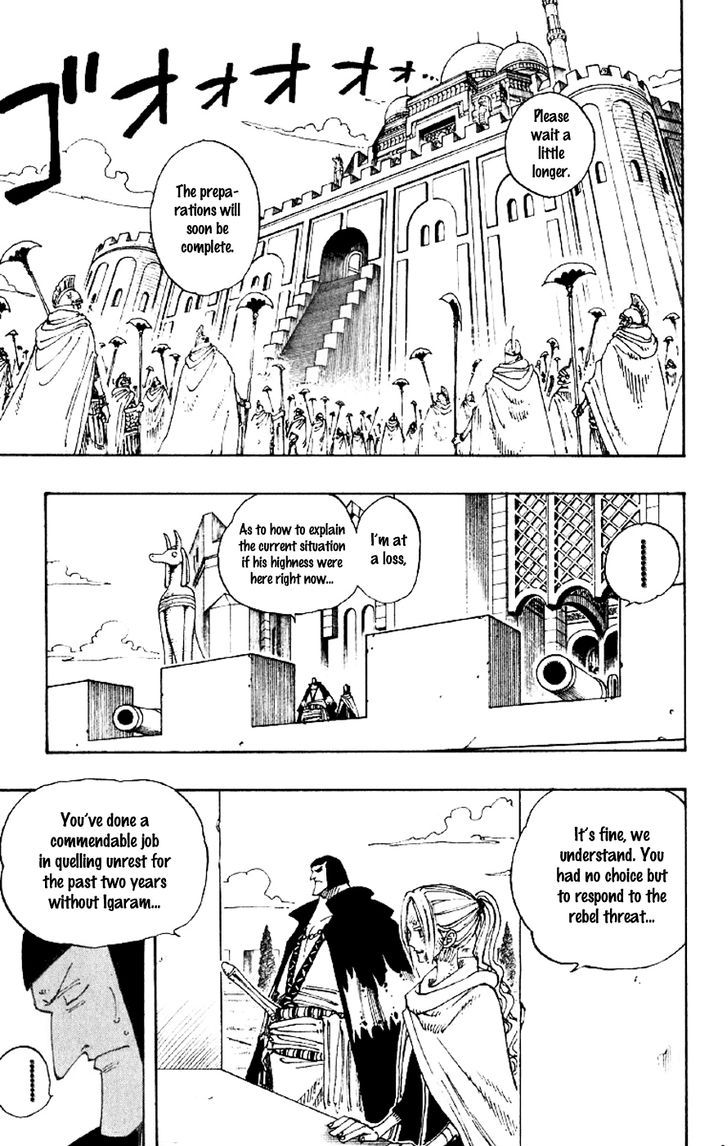 ゴオオオオォ…
Please
wait a
little
longer.
The prepa-
rations will
soon be
complete.
.........
I'm at
a loss,
As to how to explain
the current situation
if his highness were
here right now...
It's fine, we
understand. You
had no choice but
to respond to the
rebel threat...
You've done a
commendable job
in quelling unrest for
the past two years
without Igaram...
.........